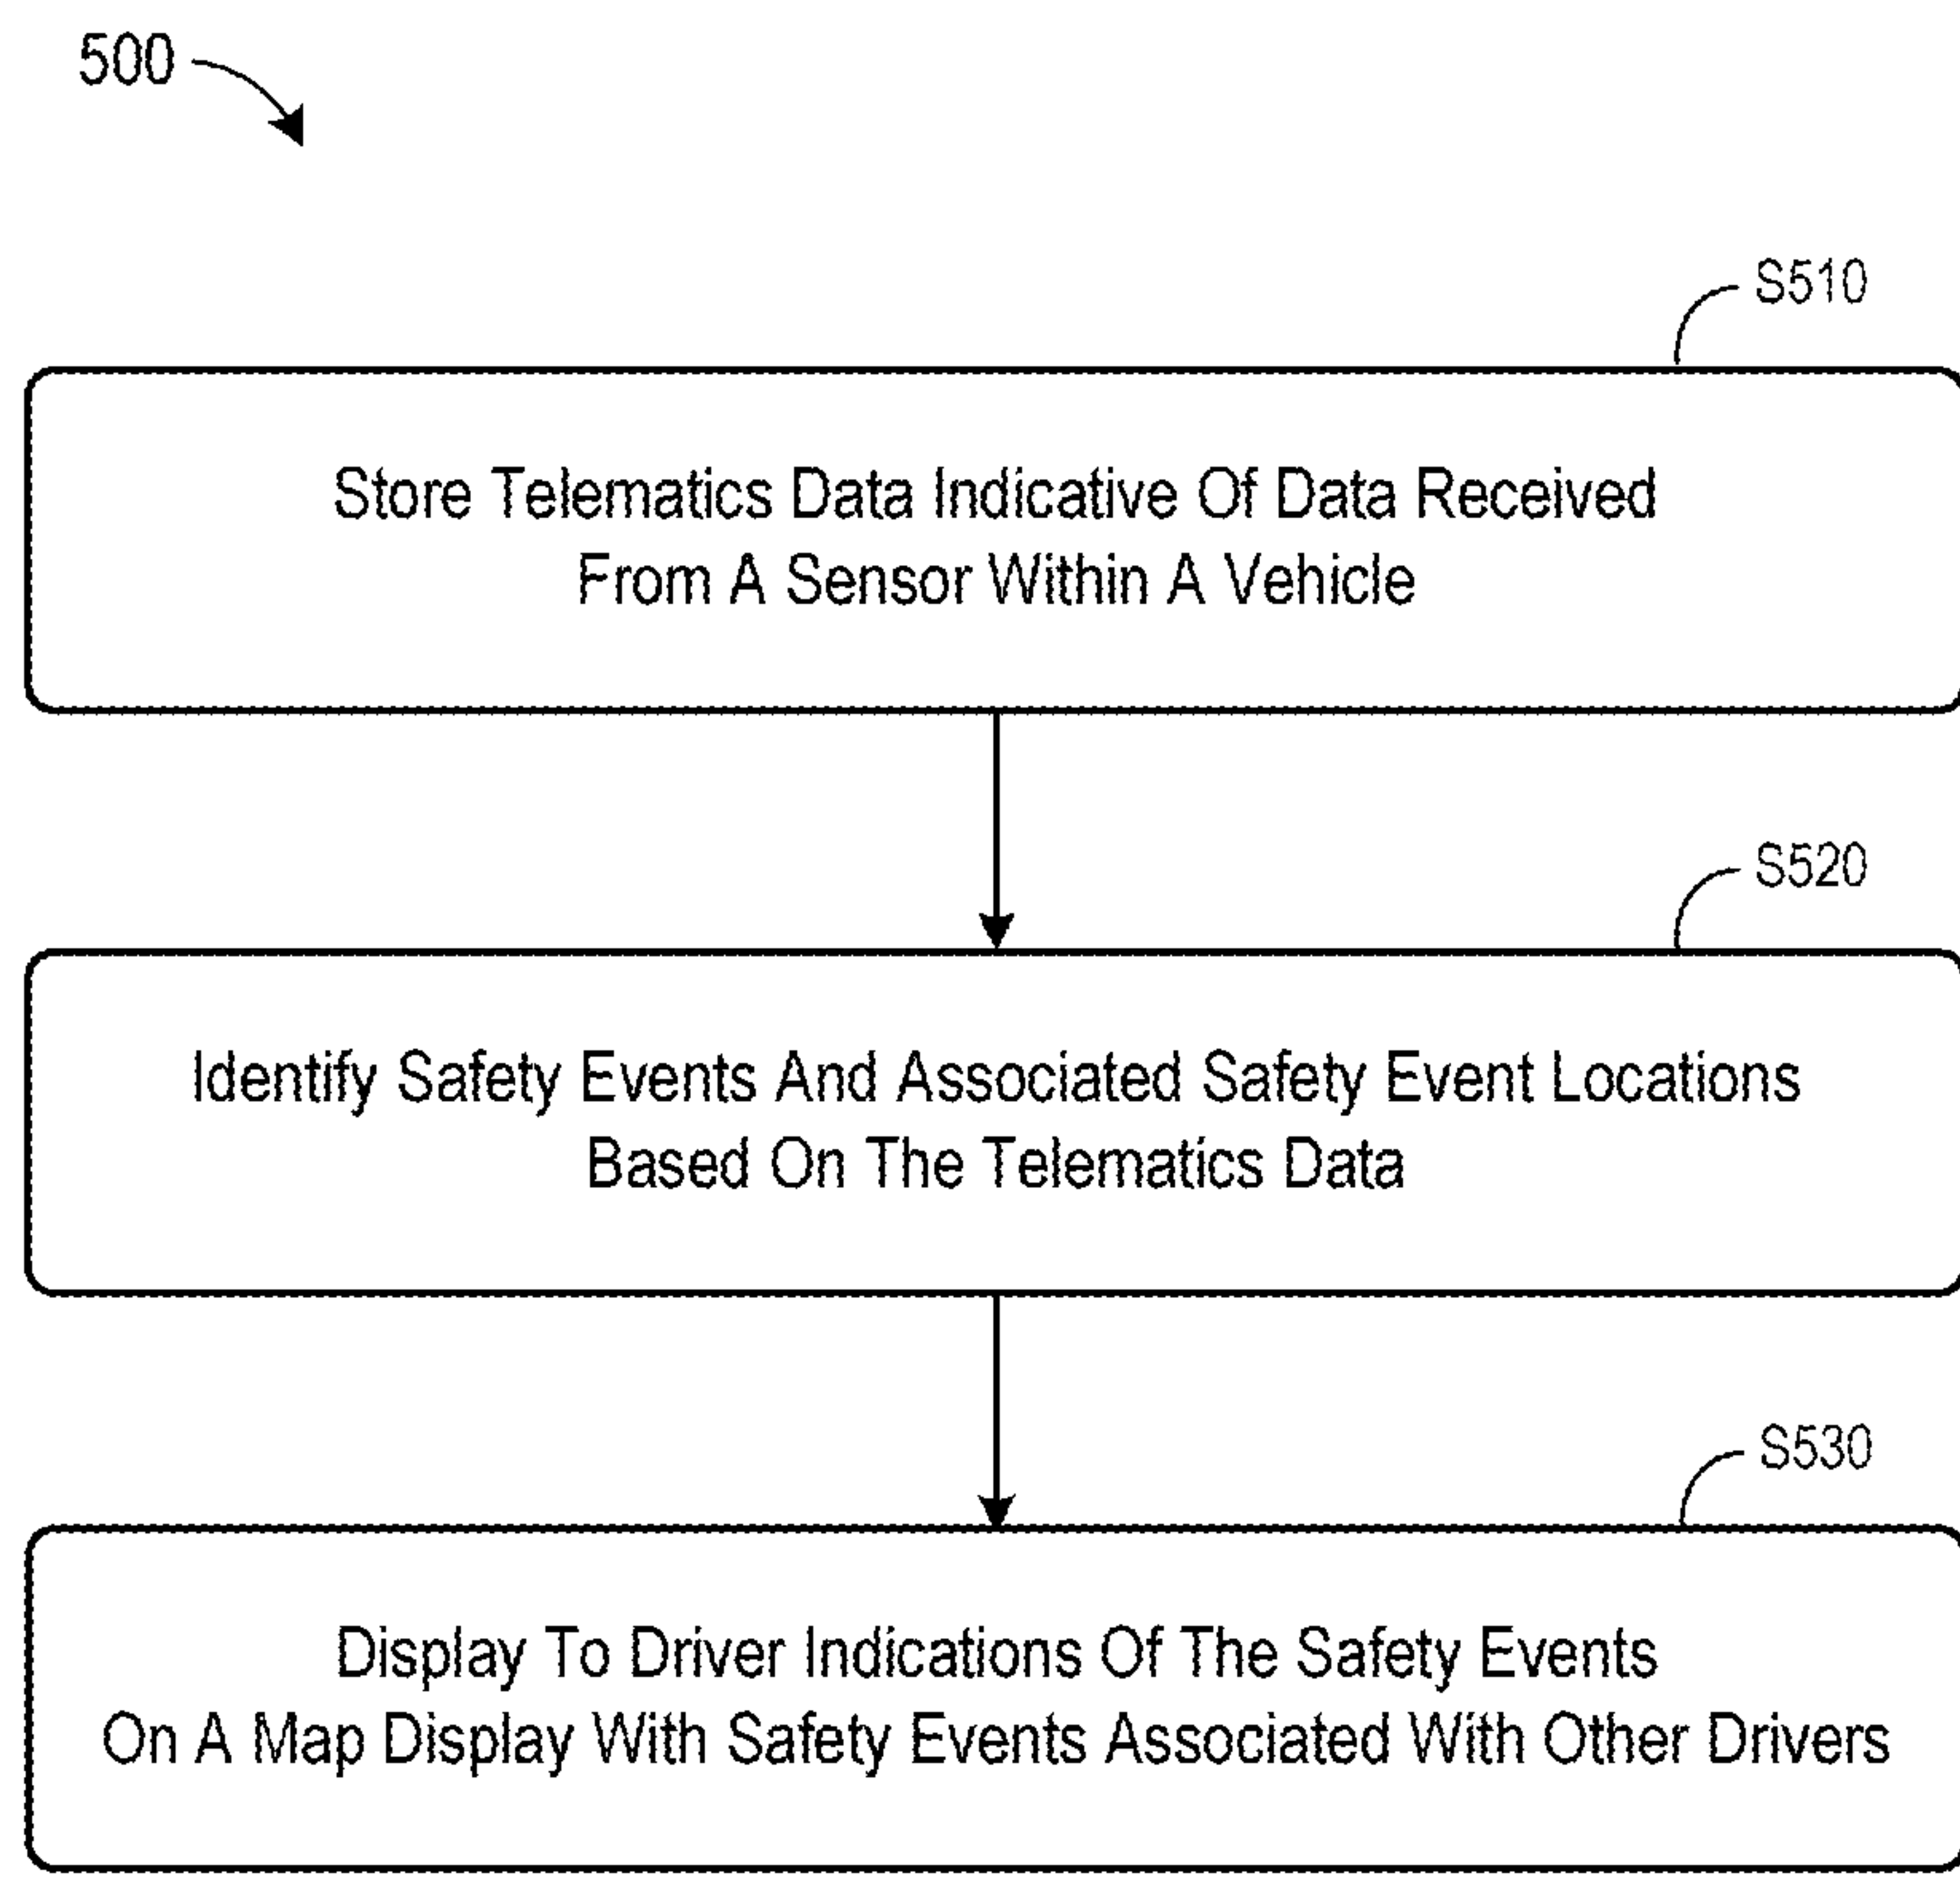 500
S510
Store Telematics Data Indicative Of Data Received
From A Sensor Within A Vehicle
S520
Identify Safety Events And Associated Safety Event Locations
Based On The Telematics Data
S530
Display To Driver Indications Of The Safety Events
On A Map Display With Safety Events Associated With Other Drivers